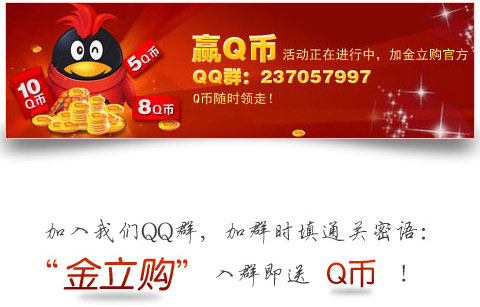 赢Q币 活动正在进行中，加金立购官方
QQ群：237057997
Q币随时领走！
5Q币
10Q币
8Q币
加入我们QQ群，加群时填通关密语：
“金立购” 入群即送 Q币 ！